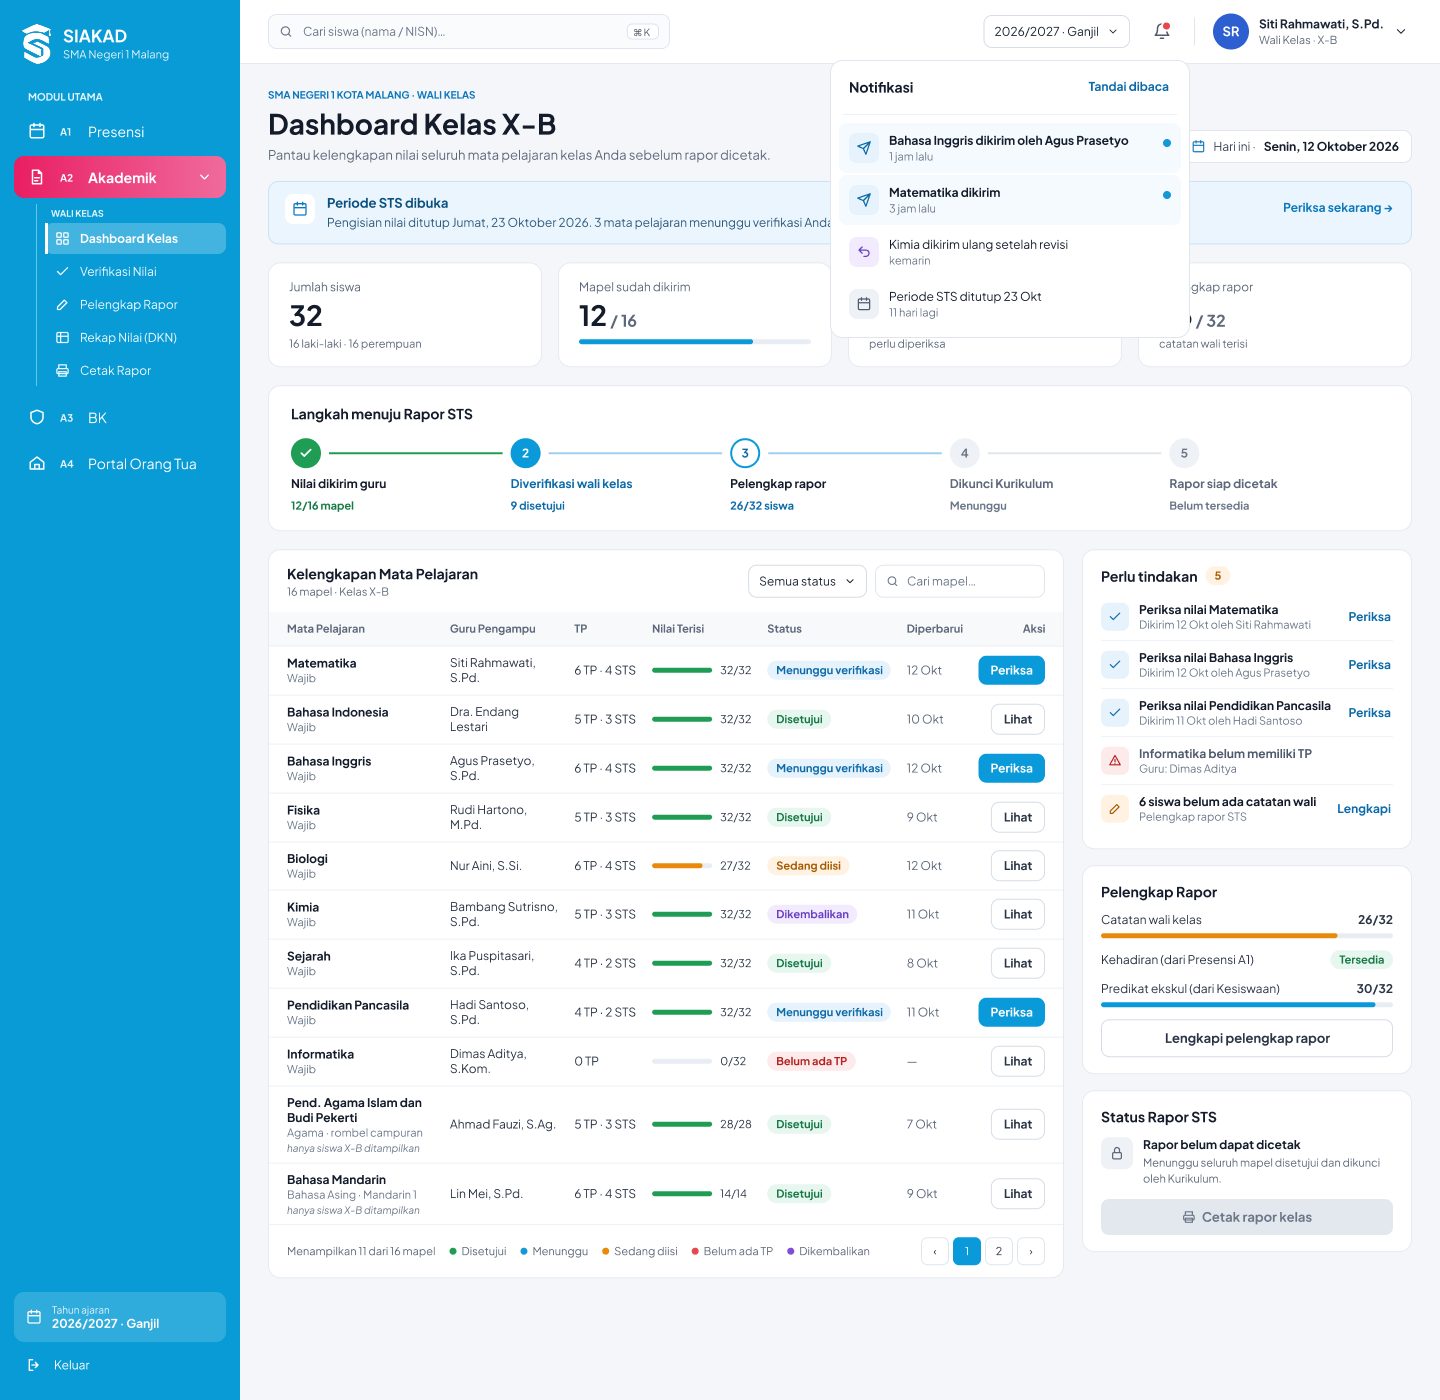 SIAKAD
SMA Negeri 1 Malang
MODUL UTAMA
A1 Presensi
A2 Akademik
WALI KELAS
Dashboard Kelas
Verifikasi Nilai
Pelengkap Rapor
Rekap Nilai (DKN)
Cetak Rapor
A3 BK
A4 Portal Orang Tua
Tahun ajaran
2026/2027 · Ganjil
Keluar
Cari siswa (nama / NISN)... ⌘K
2026/2027 · Ganjil
SR
Siti Rahmawati, S.Pd.
Wali Kelas · X-B
SMA NEGERI 1 KOTA MALANG · WALI KELAS
Dashboard Kelas X-B
Pantau kelengkapan nilai seluruh mata pelajaran kelas Anda sebelum rapor dicetak.
Hari ini · Senin, 12 Oktober 2026
Notifikasi Tandai dibaca
Bahasa Inggris dikirim oleh Agus Prasetyo
1 jam lalu
Matematika dikirim
3 jam lalu
Kimia dikirim ulang setelah revisi
kemarin
Periode STS ditutup 23 Okt
11 hari lagi
Periode STS dibuka
Pengisian nilai ditutup Jumat, 23 Oktober 2026. 3 mata pelajaran menunggu verifikasi Anda
Periksa sekarang →
Jumlah siswa
32
16 laki-laki · 16 perempuan
Mapel sudah dikirim
12 / 16
perlu diperiksa
gkap rapor
/ 32
catatan wali terisi
Langkah menuju Rapor STS
2 3 4 5
Nilai dikirim guru Diverifikasi wali kelas Pelengkap rapor Dikunci Kurikulum Rapor siap dicetak
12/16 mapel 9 disetujui 26/32 siswa Menunggu Belum tersedia
Kelengkapan Mata Pelajaran
16 mapel · Kelas X-B
Semua status
Cari mapel...
Mata Pelajaran Guru Pengampu TP Nilai Terisi Status Diperbarui Aksi
Matematika
Wajib
Siti Rahmawati,
S.Pd.
6 TP · 4 STS 32/32 Menunggu verifikasi 12 Okt Periksa
Bahasa Indonesia
Wajib
Dra. Endang
Lestari
5 TP · 3 STS 32/32 Disetujui 10 Okt Lihat
Bahasa Inggris
Wajib
Agus Prasetyo,
S.Pd.
6 TP · 4 STS 32/32 Menunggu verifikasi 12 Okt Periksa
Fisika
Wajib
Rudi Hartono,
M.Pd.
5 TP · 3 STS 32/32 Disetujui 9 Okt Lihat
Biologi
Wajib
Nur Aini, S.Si.
6 TP · 4 STS 27/32 Sedang diisi 12 Okt Lihat
Kimia
Wajib
Bambang Sutrisno,
S.Pd.
5 TP · 3 STS 32/32 Dikembalikan 11 Okt Lihat
Sejarah
Wajib
Ika Puspitasari,
S.Pd.
4 TP · 2 STS 32/32 Disetujui 8 Okt Lihat
Pendidikan Pancasila
Wajib
Hadi Santoso,
S.Pd.
4 TP · 2 STS 32/32 Menunggu verifikasi 11 Okt Periksa
Informatika
Wajib
Dimas Aditya,
S.Kom.
0 TP 0/32 Belum ada TP — Lihat
Pend. Agama Islam dan
Budi Pekerti
Agama · rombel campuran
hanya siswa X-B ditampilkan
Ahmad Fauzi, S.Ag.
5 TP · 3 STS 28/28 Disetujui 7 Okt Lihat
Bahasa Mandarin
Bahasa Asing · Mandarin 1
hanya siswa X-B ditampilkan
Lin Mei, S.Pd.
6 TP · 4 STS 14/14 Disetujui 9 Okt Lihat
Menampilkan 11 dari 16 mapel Disetujui Menunggu Sedang diisi Belum ada TP Dikembalikan ‹ 1 2 ›
Perlu tindakan 5
Periksa nilai Matematika
Dikirim 12 Okt oleh Siti Rahmawati
Periksa
Periksa nilai Bahasa Inggris
Dikirim 12 Okt oleh Agus Prasetyo
Periksa
Periksa nilai Pendidikan Pancasila
Dikirim 11 Okt oleh Hadi Santoso
Periksa
Informatika belum memiliki TP
Guru: Dimas Aditya
6 siswa belum ada catatan wali
Pelengkap rapor STS
Lengkapi
Pelengkap Rapor
Catatan wali kelas 26/32
Kehadiran (dari Presensi A1) Tersedia
Predikat ekskul (dari Kesiswaan) 30/32
Lengkapi pelengkap rapor
Status Rapor STS
Rapor belum dapat dicetak
Menunggu seluruh mapel disetujui dan dikunci
oleh Kurikulum.
Cetak rapor kelas